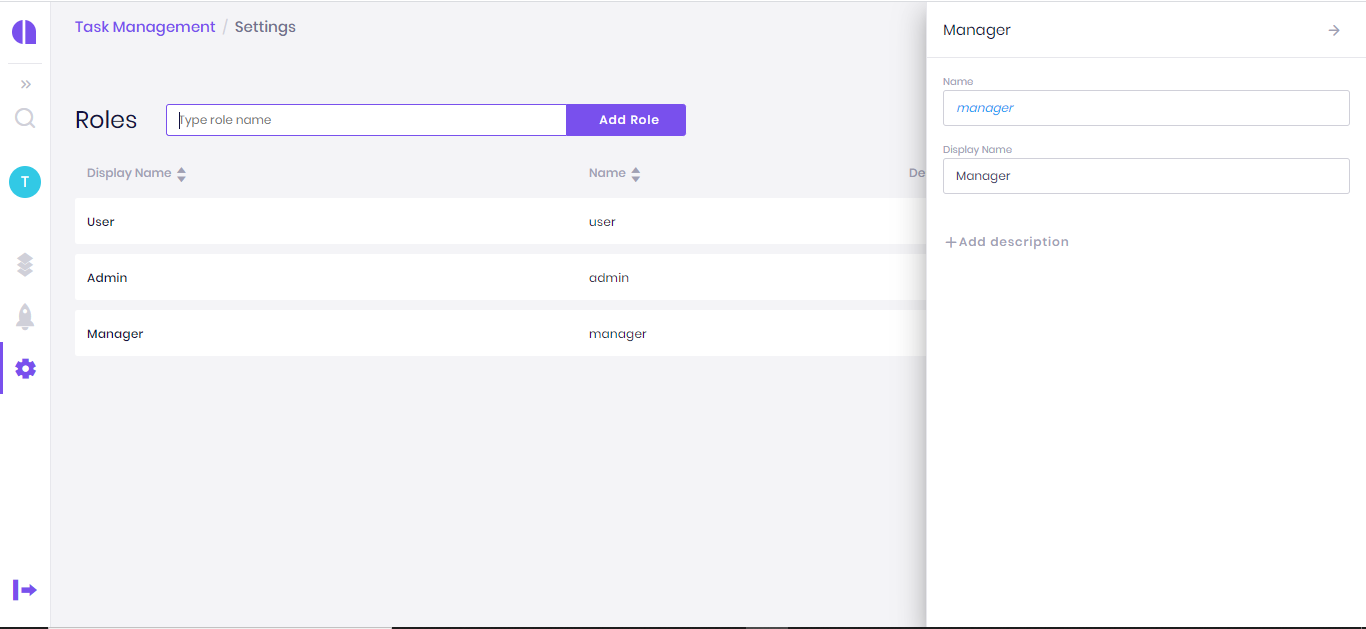 Task Management / Settings
T
Roles
Type role name
Add Role
Display Name
Name
De
User
user
Admin
admin
Manager
manager
Manager
Name
manager
Display Name
Manager
+Add description